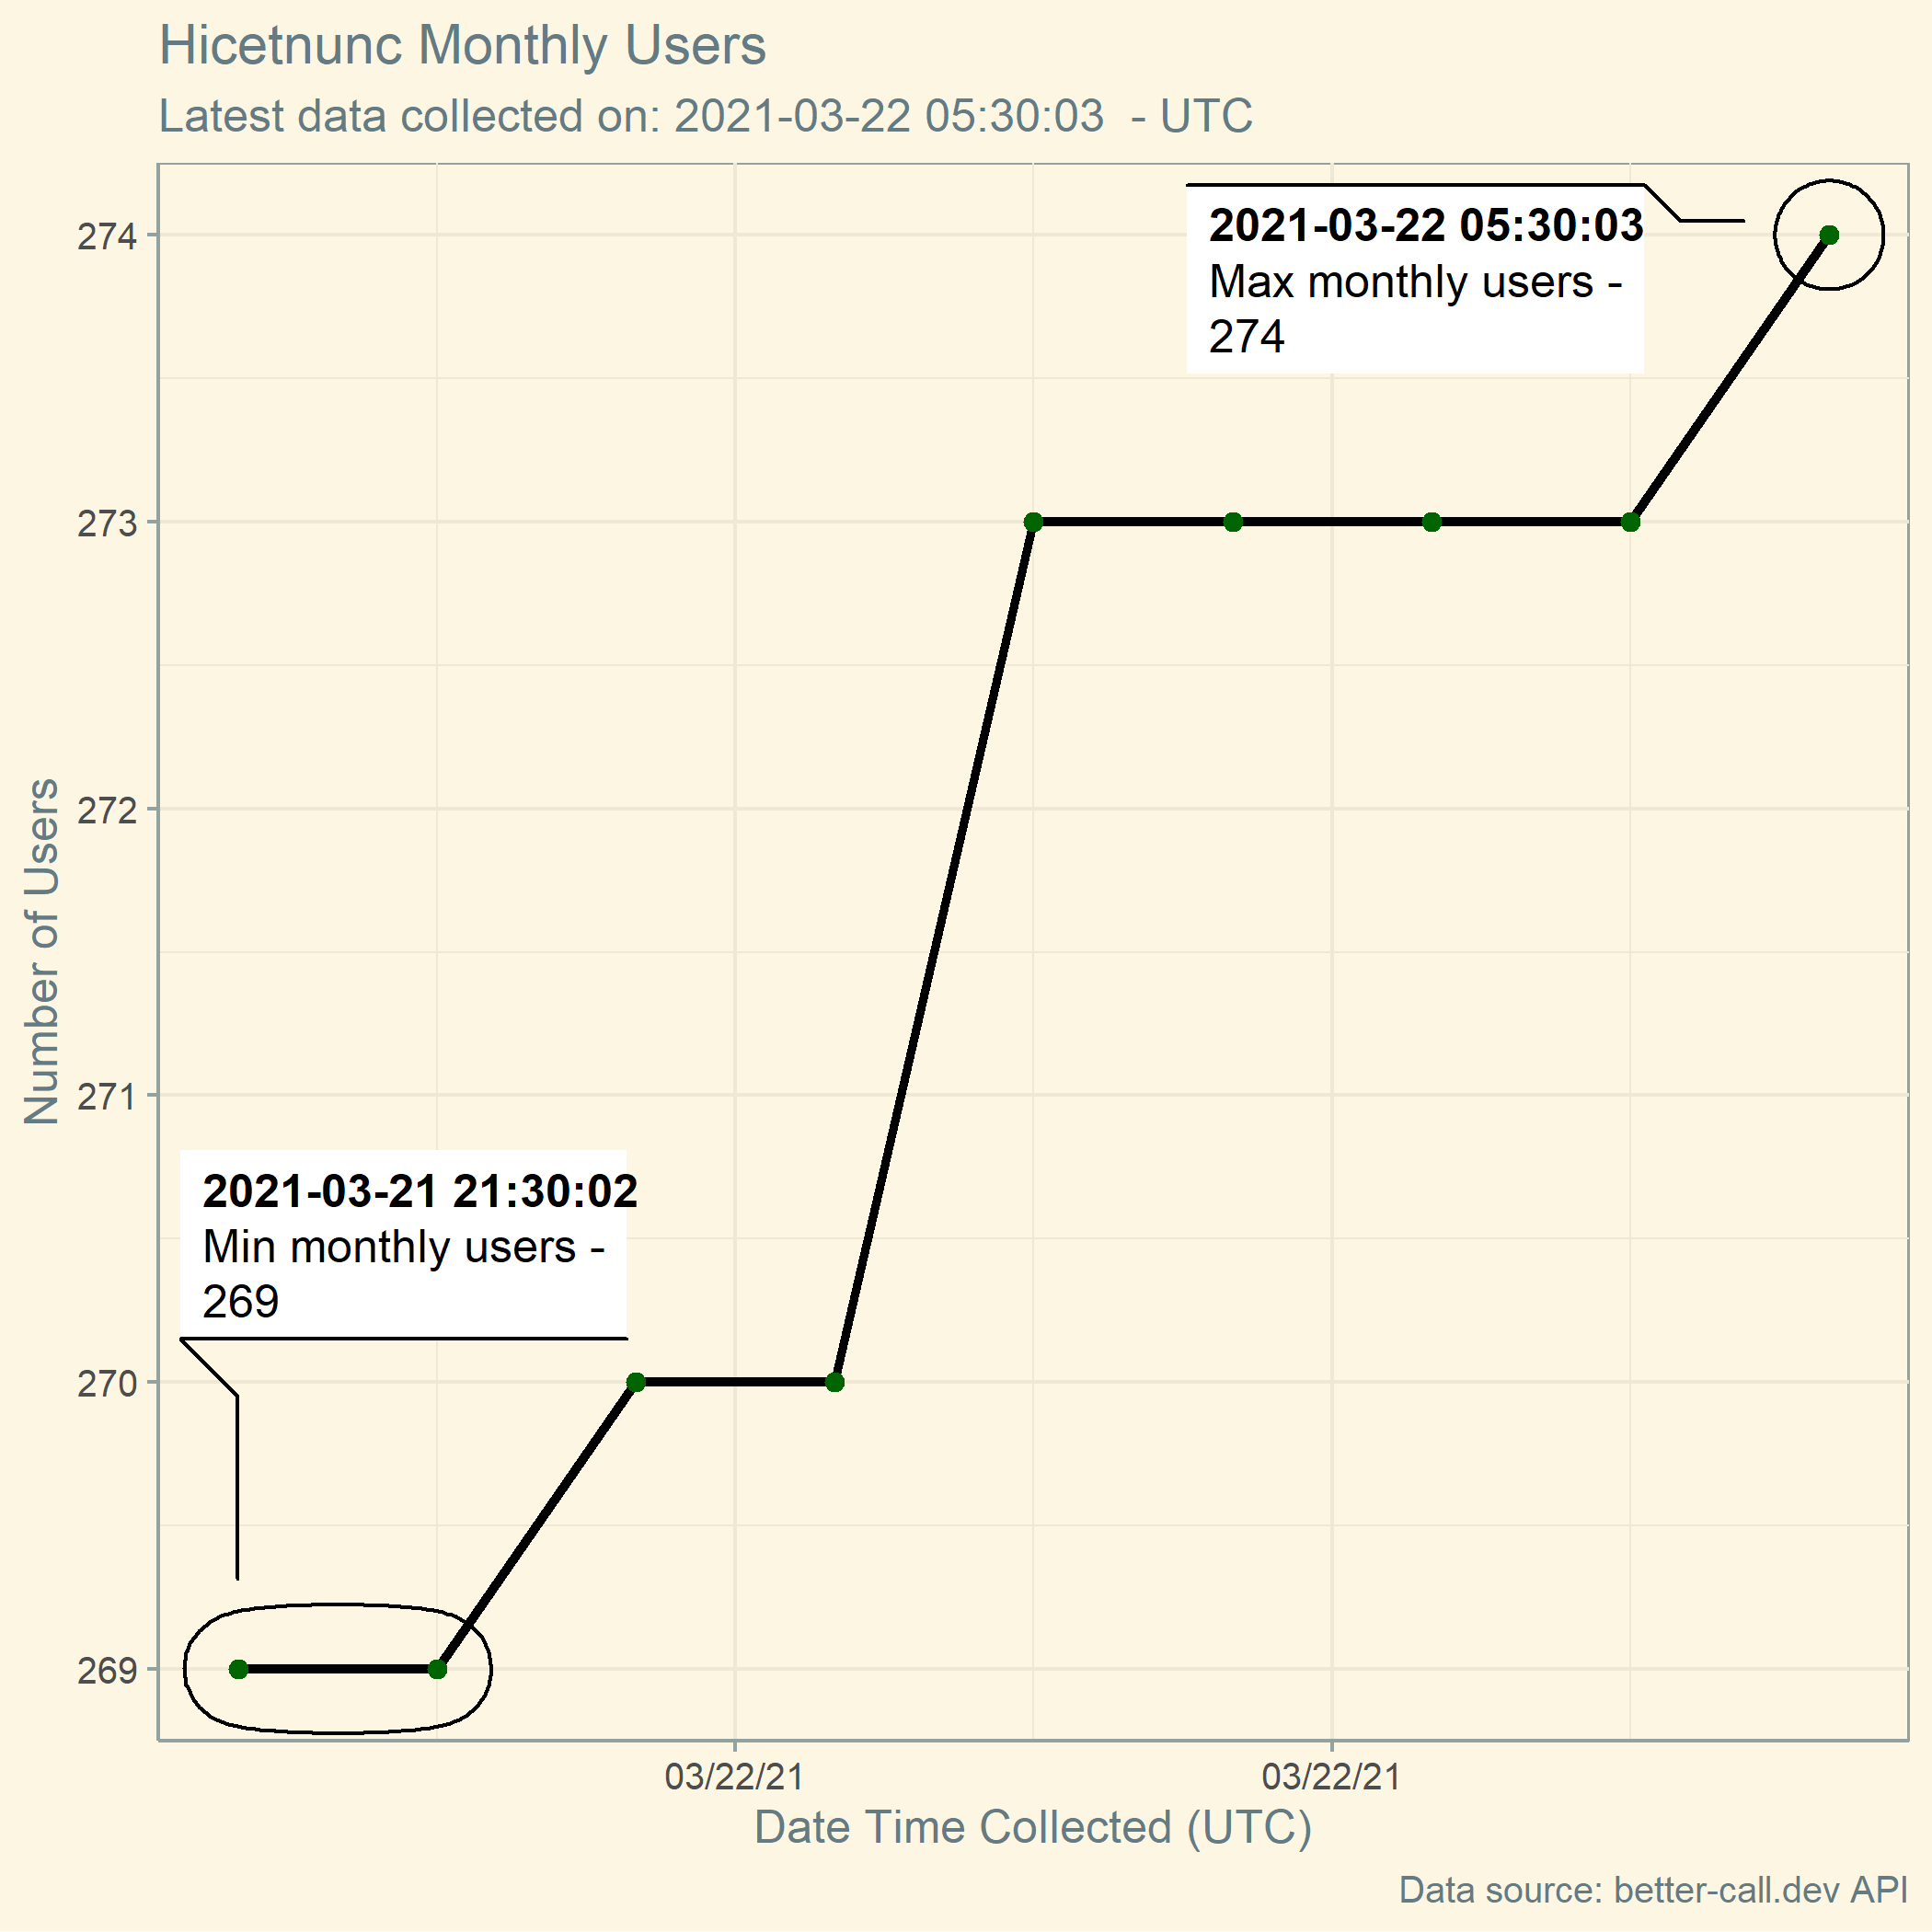 Hicetnunc Monthly Users
Latest data collected on: 2021-03-22 05:30:03  - UTC
2021-03-22 05:30:03
Max monthly users -
274
2021-03-21 21:30:02
Min monthly users -
269
Number of Users
274
273
272
271
270
269
03/22/21
03/22/21
Date Time Collected (UTC)
Data source: better-call.dev API